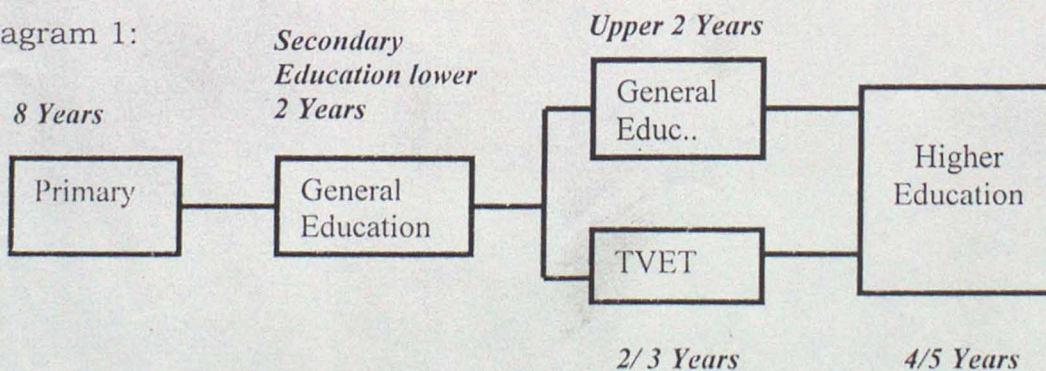 agram 1:
8 Years
Primary
Secondary
Education lower
2 Years
General
Education
Upper 2 Years
General
Educ..
TVET
2/ 3 Years
Higher
Education
4/5 Years